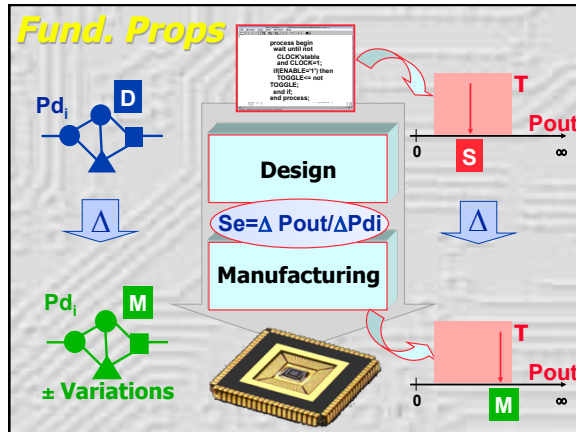 Fund. Props
process begin
wait until not
CLOCK'stable
and CLOCK=1;
if(ENABLE='1') then
TOGGLE<= not
TOGGLE;
end if;
end process;
Pd i
D
T
Pout
0
S
∞
Design
Δ
Se=Δ Pout/ΔPdi
Δ
Manufacturing
Pd i
M
± Variations
T
Pout
0
M
∞